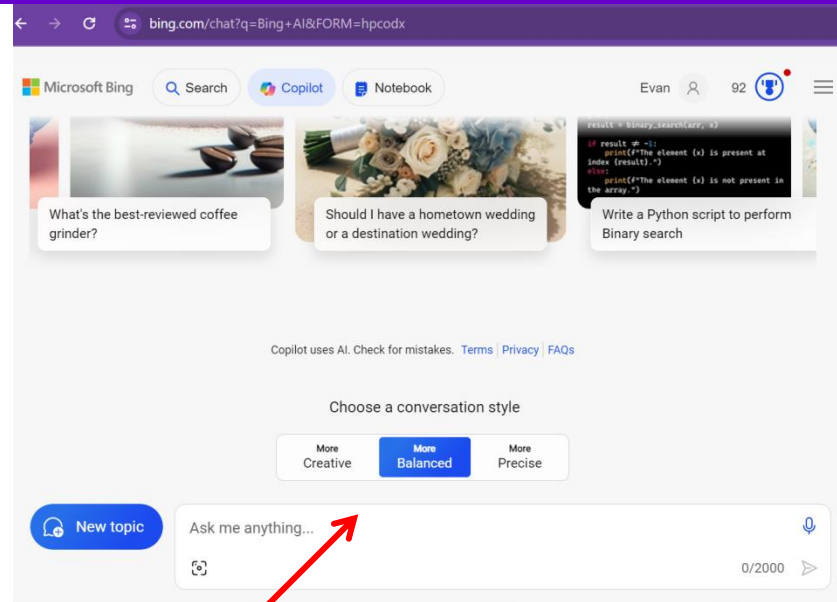 bing.com/chat?q=Bing+AI&FORM=hpcodx
Microsoft Bing Search Copilot Notebook Evan 92
result = binary_search(arr, x)
if result ≠ -1:
print(f"The element {x} is present at
index {result}.")
else:
print(f"The element {x} is not present in
the array.")
What's the best-reviewed coffee
grinder?
Should I have a hometown wedding
or a destination wedding?
Write a Python script to perform
Binary search
Copilot uses AI. Check for mistakes. Terms Privacy FAQs
Choose a conversation style
More
Creative
More
Balanced
More
Precise
New topic
Ask me anything...
0/2000